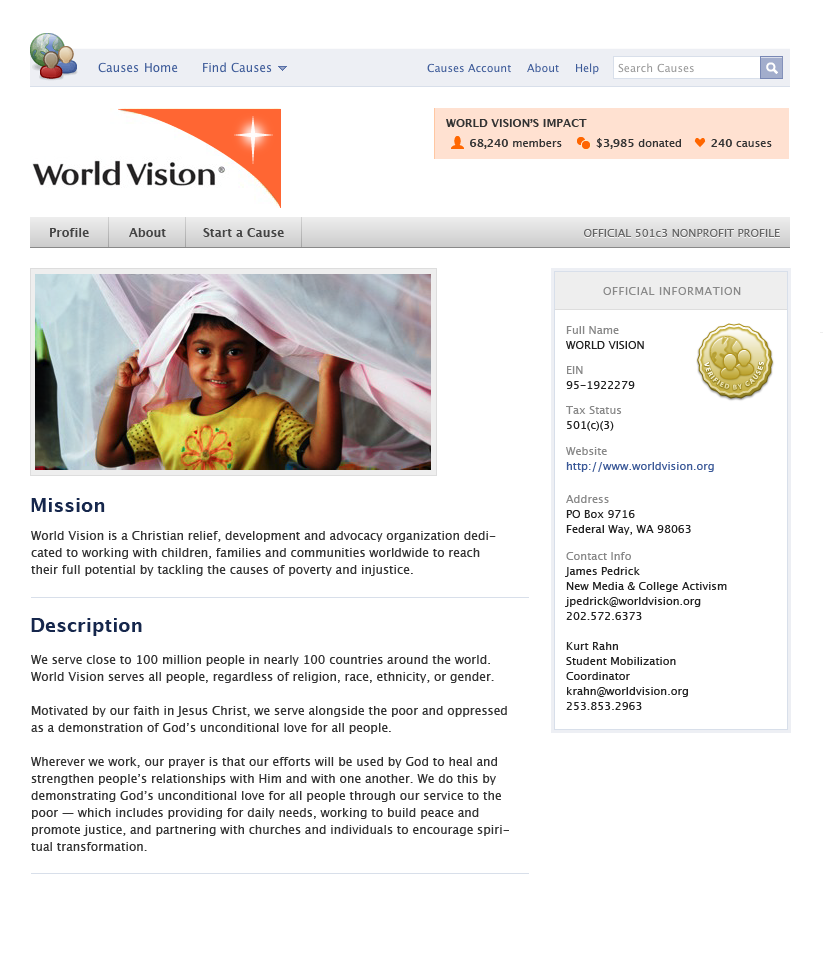 Causes Home
Find Causes
Causes Account
About
Help
Search Causes
World Vision®
WORLD VISION'S IMPACT
68,240 members
$3,985 donated
240 causes
Profile
About
Start a Cause
OFFICIAL 501c3 NONPROFIT PROFILE
Mission
World Vision is a Christian relief, development and advocacy organization dedi-
cated to working with children, families and communities worldwide to reach
their full potential by tackling the causes of poverty and injustice.
Description
We serve close to 100 million people in nearly 100 countries around the world.
World Vision serves all people, regardless of religion, race, ethnicity, or gender.
Motivated by our faith in Jesus Christ, we serve alongside the poor and oppressed
as a demonstration of God's unconditional love for all people.
Wherever we work, our prayer is that our efforts will be used by God to heal and
strengthen people's relationships with Him and with one another. We do this by
demonstrating God's unconditional love for all people through our service to the
poor — which includes providing for daily needs, working to build peace and
promote justice, and partnering with churches and individuals to encourage spiri-
tual transformation.
OFFICIAL INFORMATION
Full Name
WORLD VISION
VERIFIED BY CAUSES
EIN
95-1922279
Tax Status
501(c)(3)
Website
http://www.worldvision.org
Address
PO Box 9716
Federal Way, WA 98063
Contact Info
James Pedrick
New Media & College Activism
jpedrick@worldvision.org
202.572.6373
Kurt Rahn
Student Mobilization
Coordinator
krahn@worldvision.org
253.853.2963